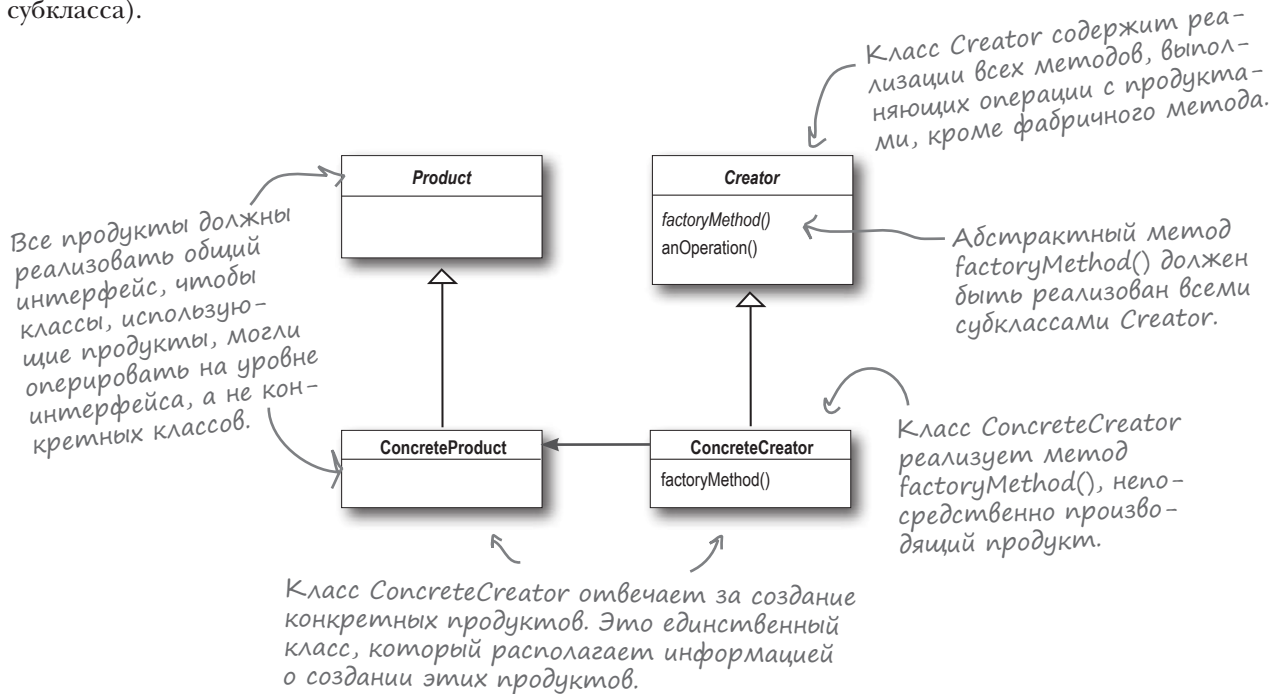 субкласса).
Класс Creator содержит реа-
лизации всех методов, выпол-
няющих операции с продукта-
ми, кроме фабричного метода.
Product
Creator
factoryMethod()
anOperation()
Все продукты должны
реализовать общий
интерфейс, чтобы
классы, использую-
щие продукты, могли
оперировать на уровне
интерфейса, а не кон-
кретных классов.
Абстрактный метод
factoryMethod() должен
быть реализован всеми
субклассами Creator.
ConcreteProduct
ConcreteCreator
factoryMethod()
Класс ConcreteCreator
реализует метод
factoryMethod(), непо-
средственно произво-
дящий продукт.
Класс ConcreteCreator отвечает за создание
конкретных продуктов. Это единственный
класс, который располагает информацией
о создании этих продуктов.